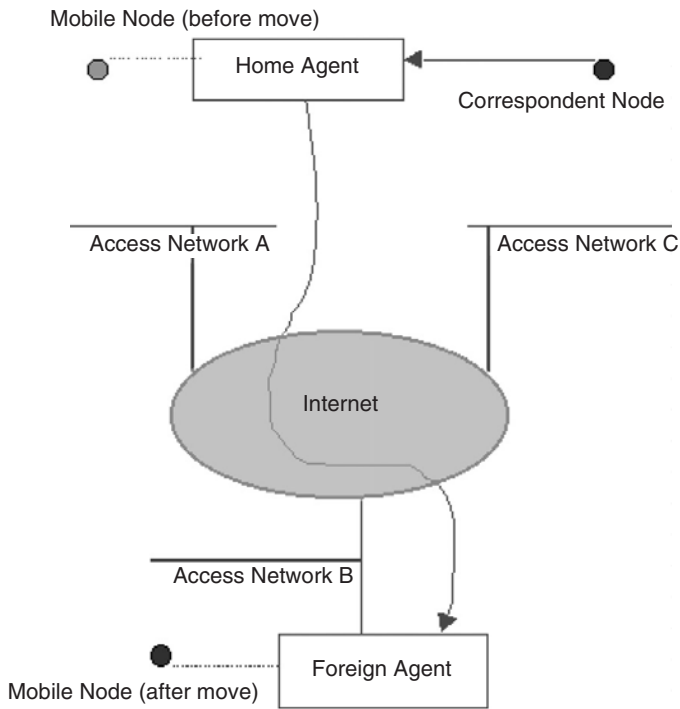 Mobile Node (before move)
Home Agent
Correspondent Node
Access Network A
Access Network C
Internet
Access Network B
Foreign Agent
Mobile Node (after move)